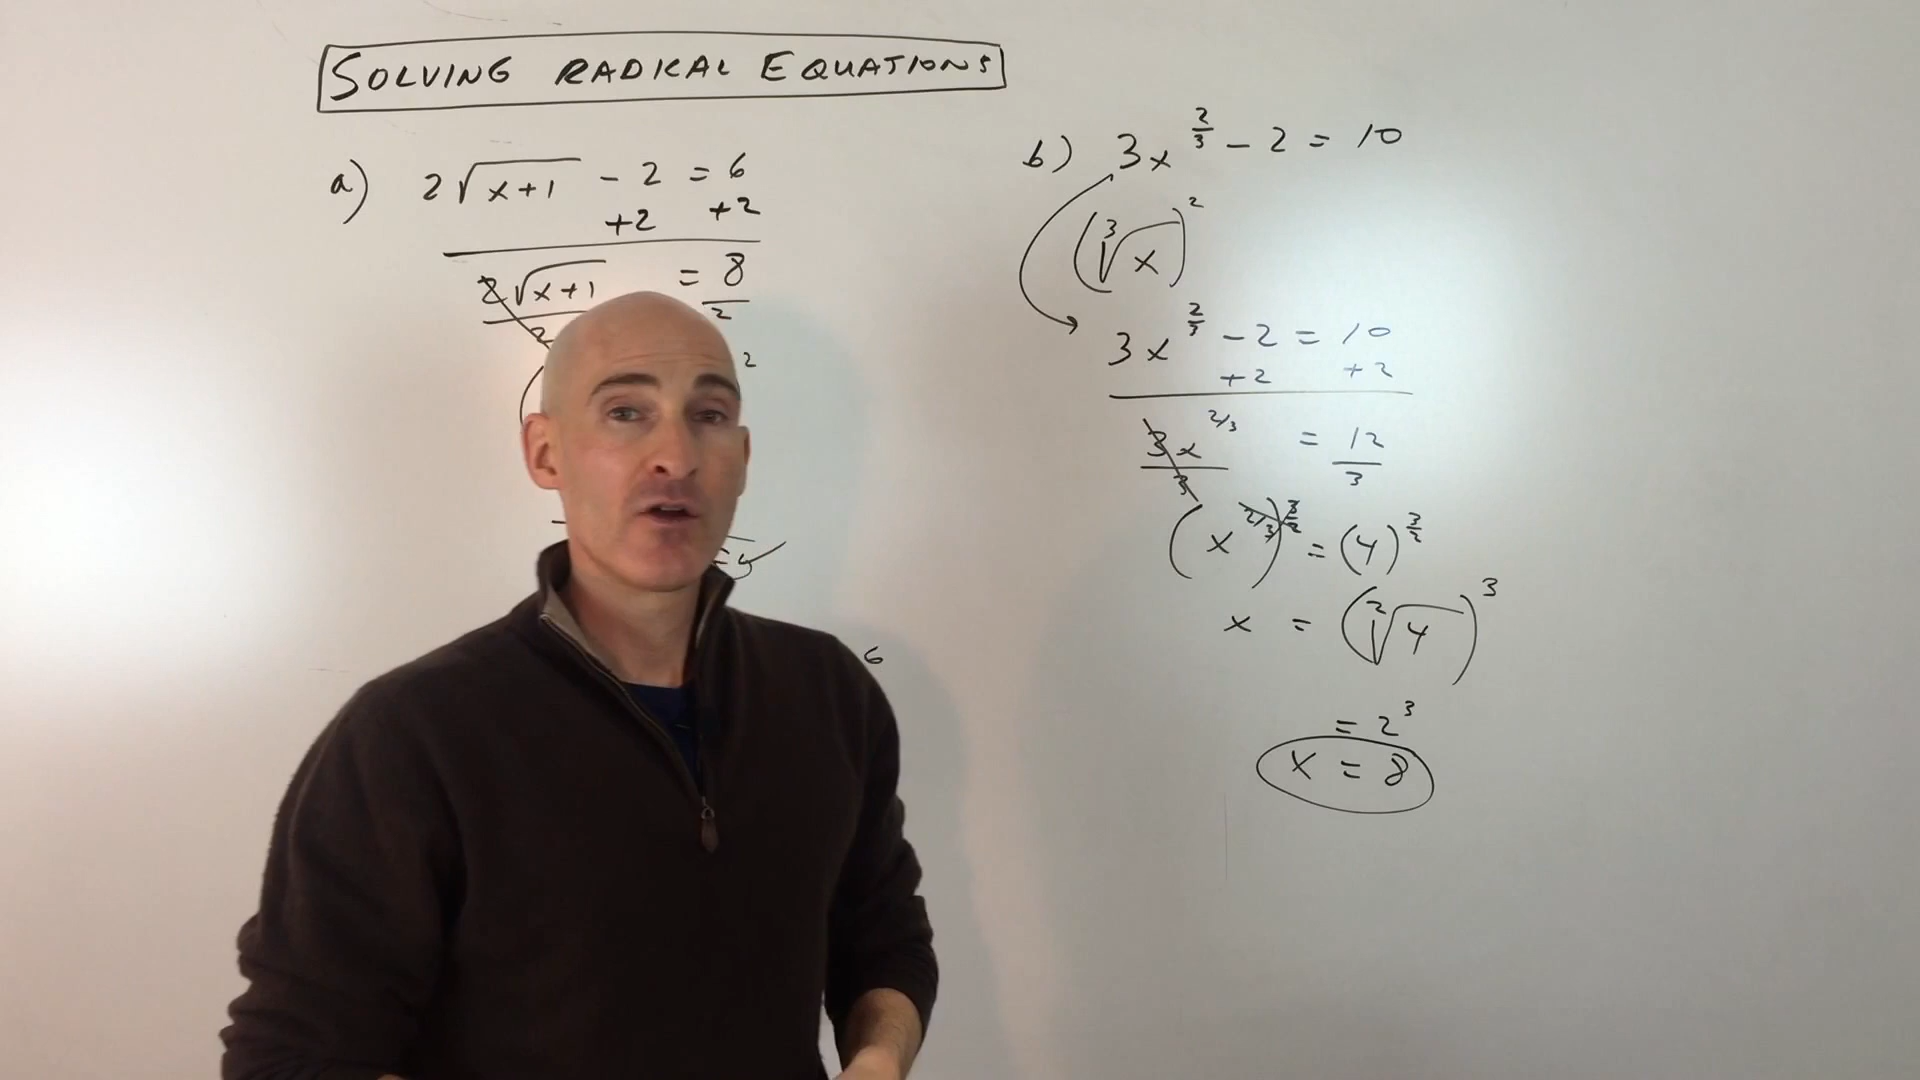 SOLVING RADICAL EQUATIONS
a) 2√(x+1) - 2 = 6
+2 +2
2√(x+1) = 8
2 2
( 2
6
b) 3x^(2/3) - 2 = 10
(∛x)^2
3x^(2/3) - 2 = 10
+2 +2
3x^(2/3) = 12
3 3
(x^(2/3))^(3/2) = (4)^(3/2)
x = (²√4)^3
= 2^3
x = 8